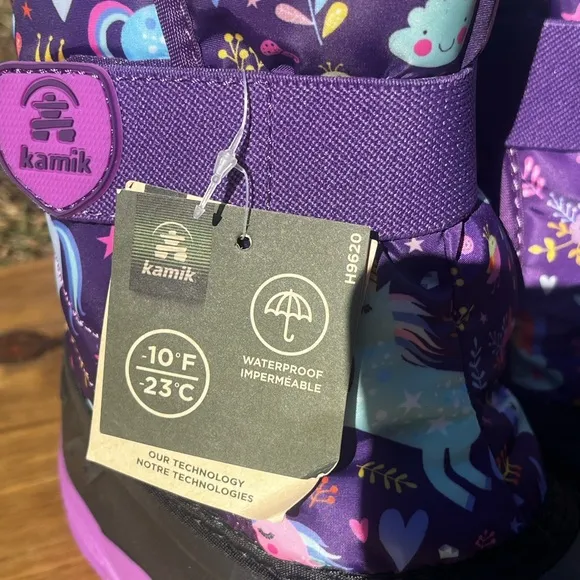 kamik
kamik
H9620
-10°F
-23°C
WATERPROOF
IMPERMÉABLE
OUR TECHNOLOGY
NOTRE TECHNOLOGIES